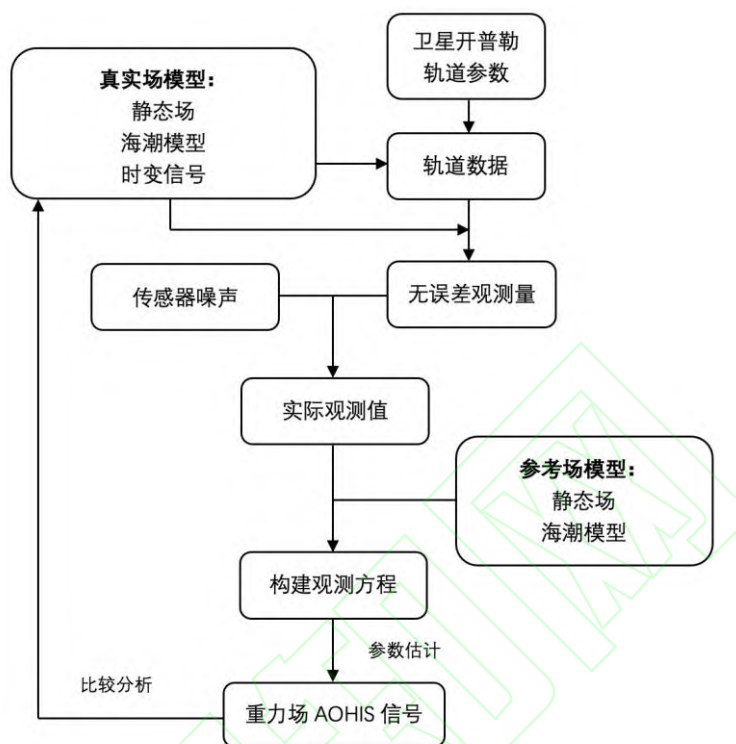 卫星开普勒
轨道参数
真实场模型：
静态场
海潮模型
时变信号
轨道数据
传感器噪声
无误差观测量
实际观测值
参考场模型：
静态场
海潮模型
构建观测方程
参数估计
比较分析
重力场 AOHIS 信号